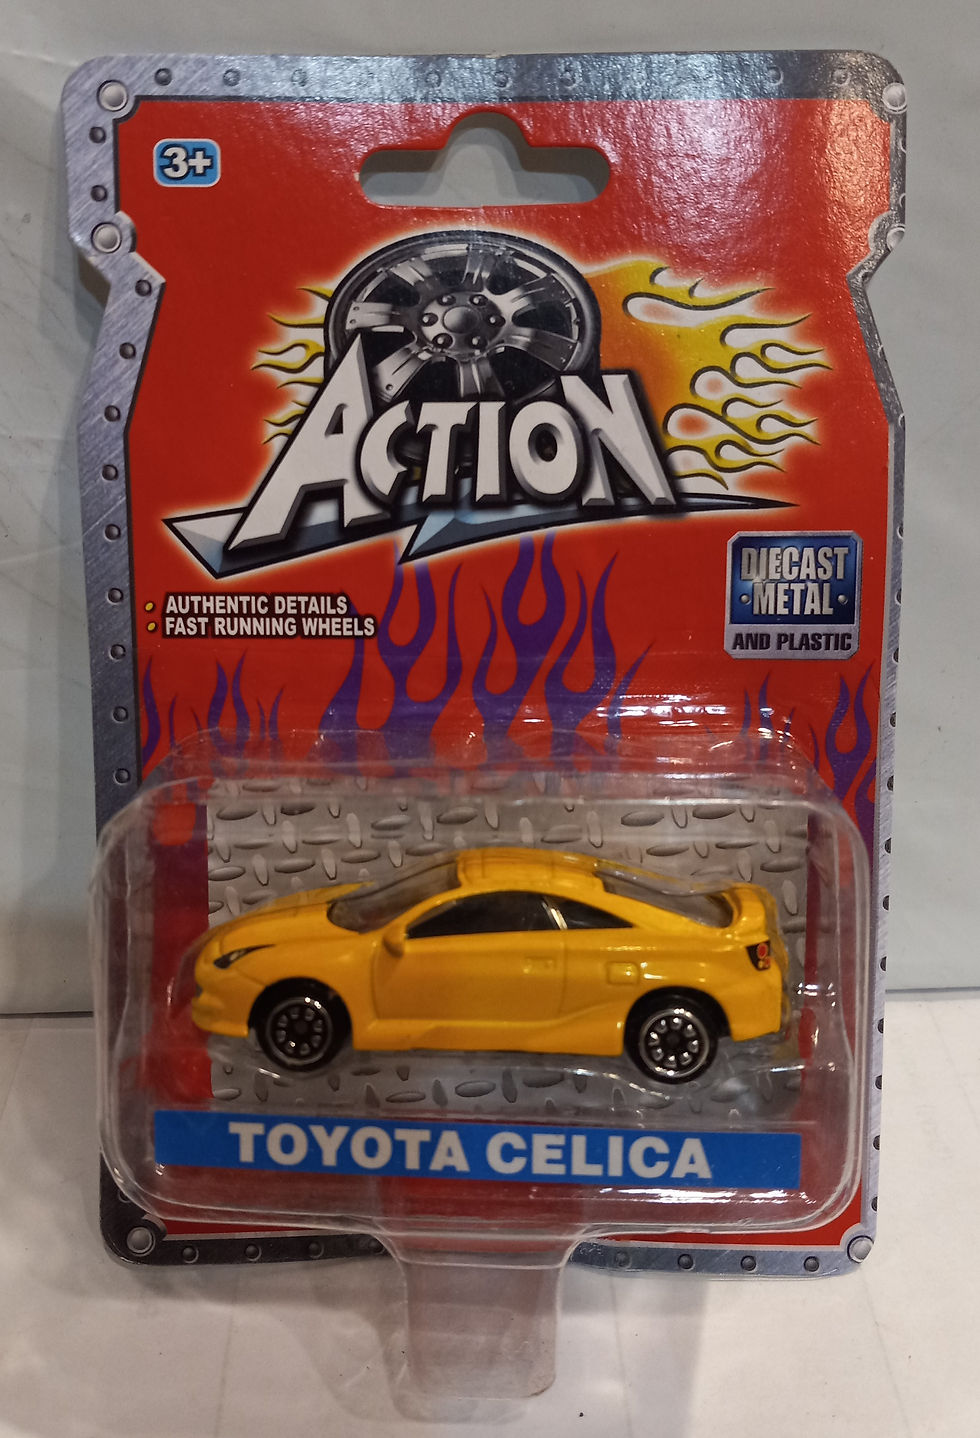 3+
ACTION
DIECAST
METAL
AND PLASTIC
• AUTHENTIC DETAILS
• FAST RUNNING WHEELS
TOYOTA CELICA